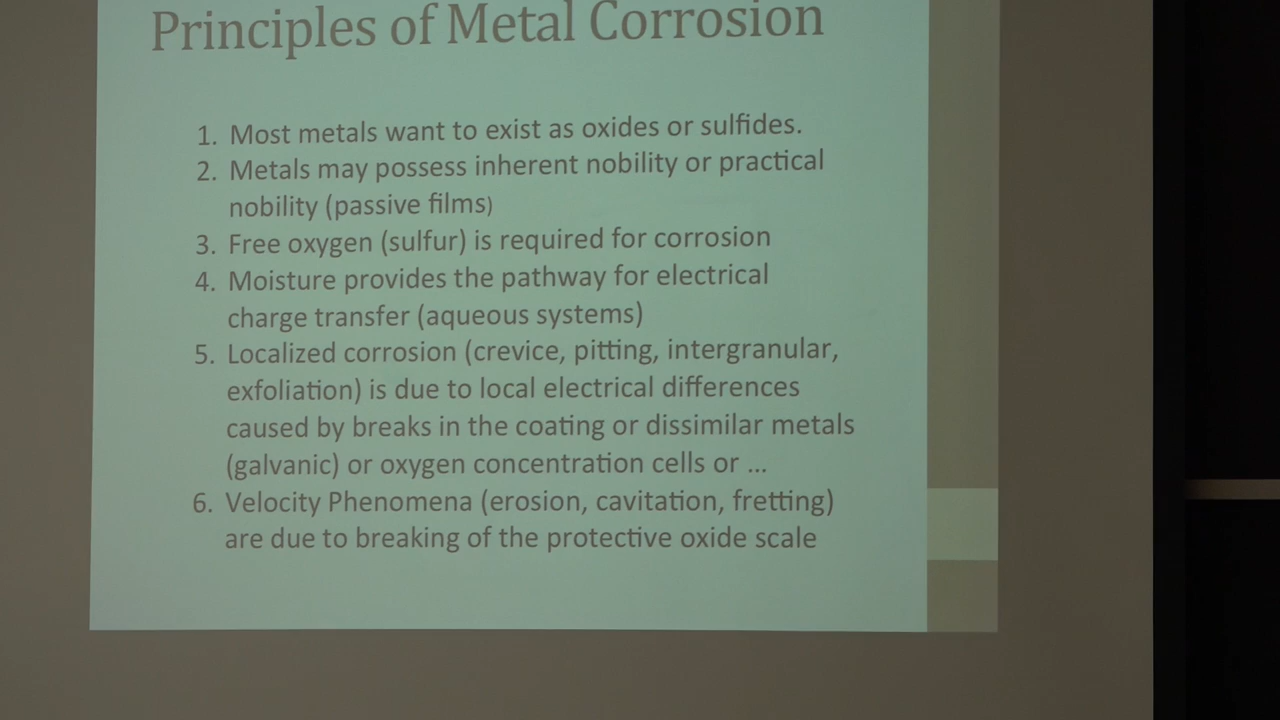 Principles of Metal Corrosion
1. Most metals want to exist as oxides or sulfides.
2. Metals may possess inherent nobility or practical
nobility (passive films)
3. Free oxygen (sulfur) is required for corrosion
4. Moisture provides the pathway for electrical
charge transfer (aqueous systems)
5. Localized corrosion (crevice, pitting, intergranular,
exfoliation) is due to local electrical differences
caused by breaks in the coating or dissimilar metals
(galvanic) or oxygen concentration cells or ...
6. Velocity Phenomena (erosion, cavitation, fretting)
are due to breaking of the protective oxide scale